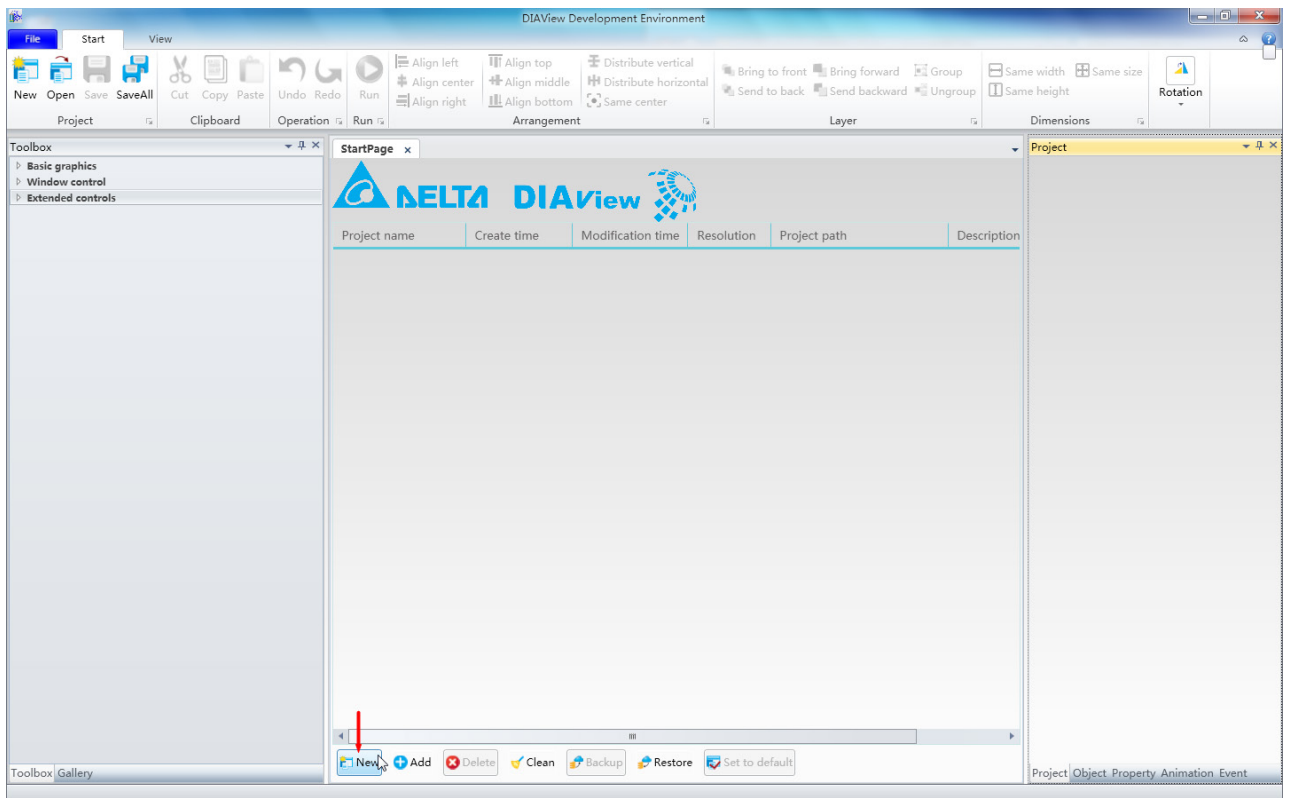 DIAView Development Environment
File Start View
Align left Align top Distribute vertical
Bring to front Bring forward Group Same width Same size
Align center Align middle Distribute horizontal
New Open Save SaveAll Cut Copy Paste Undo Redo Run Send to back Send backward Ungroup Same height Rotation
Align right Align bottom Same center
Project Clipboard Operation Run Arrangement Layer Dimensions
Toolbox StartPage x Project
Basic graphics
Window control
Extended controls
DELTA DIAView
Project name Create time Modification time Resolution Project path Description
New Add Delete Clean Backup Restore Set to default
Toolbox Gallery Project Object Property Animation Event